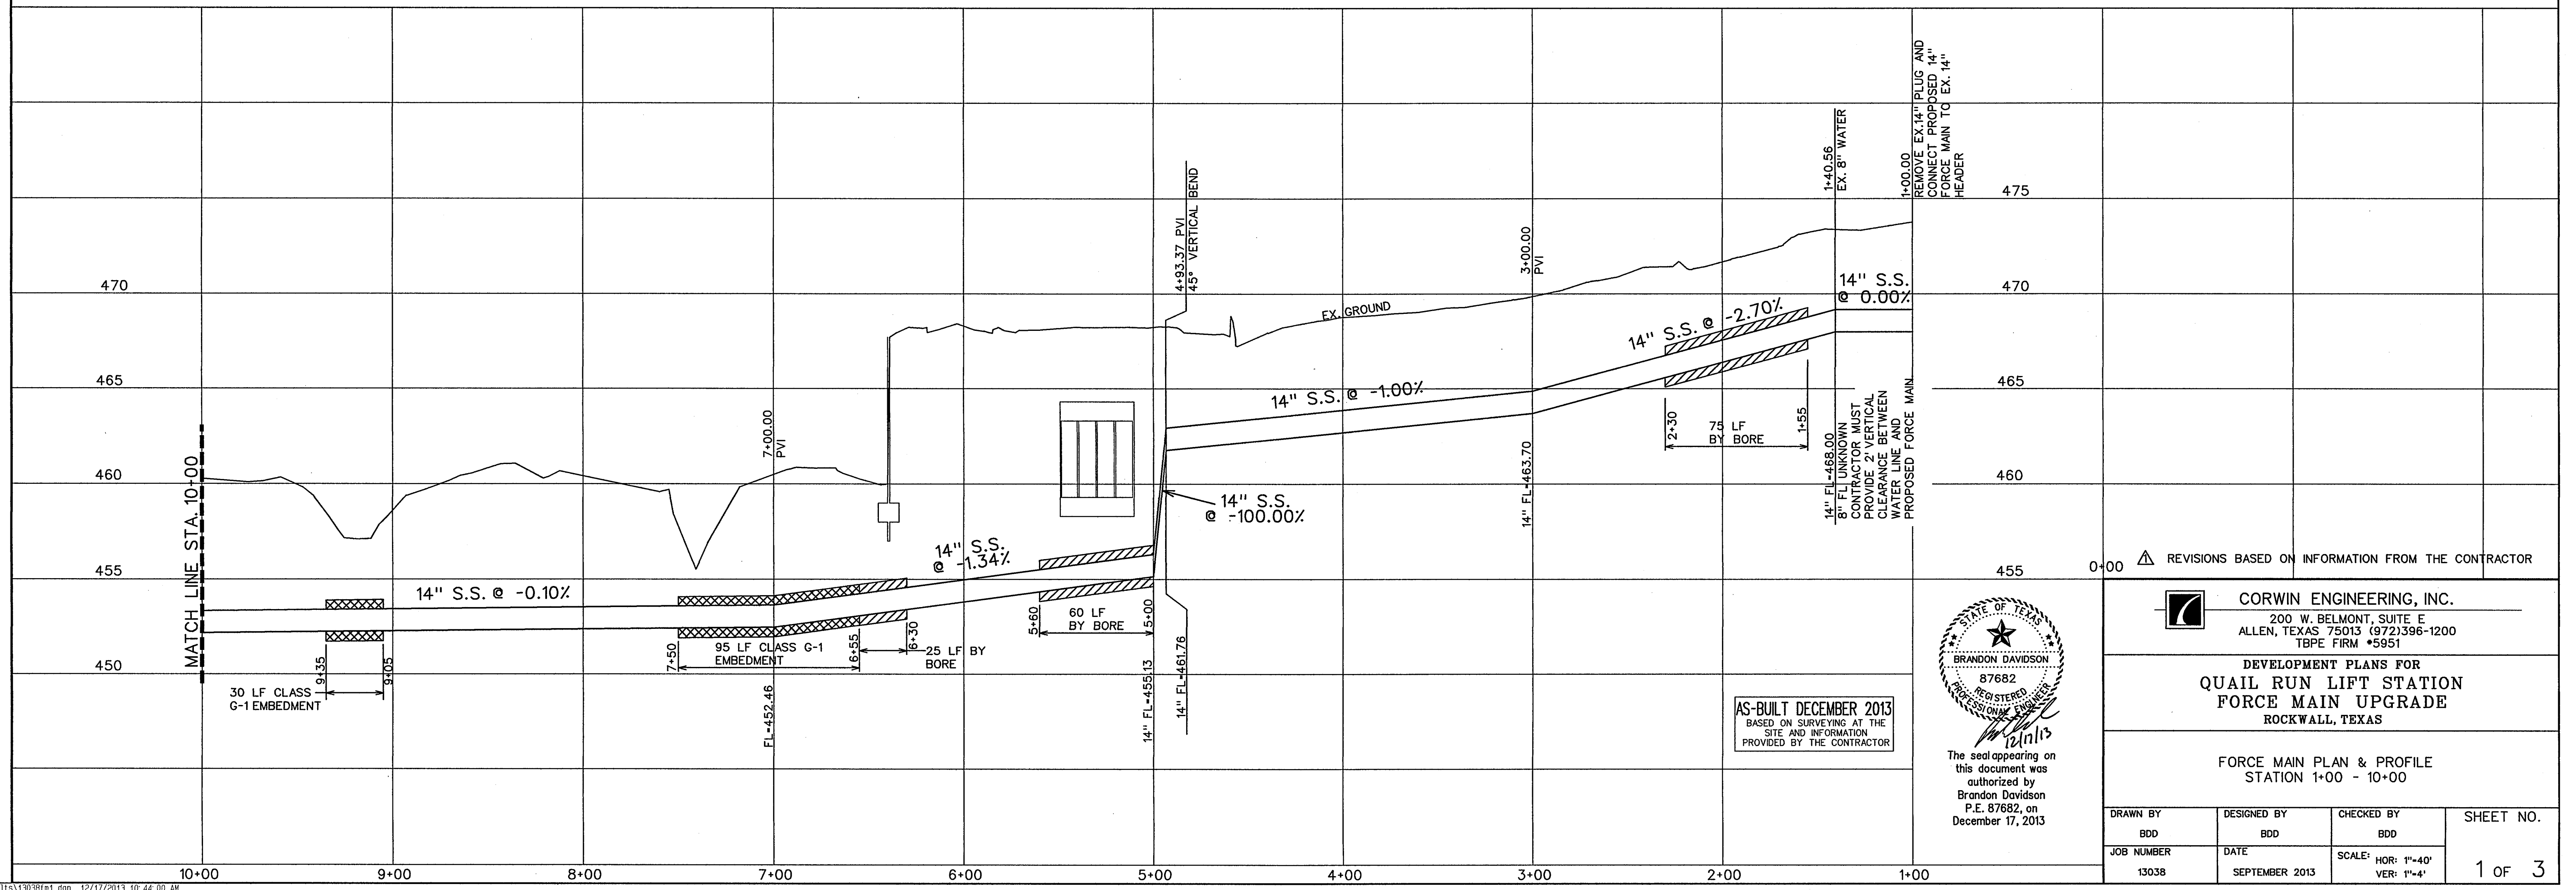 REMOVE EX.14" PLUG AND
CONNECT PROPOSED 14"
FORCE MAIN TO EX. 14"
HEADER
1+00.00
1+40.56
EX. 8" WATER
475
475
4+93.37 PVI
45° VERTICAL BEND
3+00.00
PVI
470
470
14" S.S.
@ 0.00%
EX. GROUND
14" S.S. @ -2.70%
465
465
14" S.S. @ -1.00%
7+00.00
PVI
2+30
75 LF
BY BORE
1+55
14" FL=468.00
8" FL UNKNOWN
CONTRACTOR MUST
PROVIDE 2' VERTICAL
CLEARANCE BETWEEN
WATER LINE AND
PROPOSED FORCE MAIN
14" FL=463.70
460
460
14" S.S.
@ -100.00%
MATCH LINE STA. 10+00
14" S.S.
@ -1.34%
455
455
14" S.S. @ -0.10%
0+00
1 REVISIONS BASED ON INFORMATION FROM THE CONTRACTOR
9+35
9+05
30 LF CLASS
G-1 EMBEDMENT
450
7+50
95 LF CLASS G-1
EMBEDMENT
6+55
6+30
25 LF BY
BORE
5+60
60 LF
BY BORE
5+00
FL=452.46
14" FL=455.13
14" FL=461.76
AS-BUILT DECEMBER 2013
BASED ON SURVEYING AT THE
SITE AND INFORMATION
PROVIDED BY THE CONTRACTOR
STATE OF TEXAS
BRANDON DAVIDSON
87682
REGISTERED
PROFESSIONAL ENGINEER
12/17/13
The seal appearing on
this document was
authorized by
Brandon Davidson
P.E. 87682, on
December 17, 2013
CORWIN ENGINEERING, INC.
200 W. BELMONT, SUITE E
ALLEN, TEXAS 75013 (972)396-1200
TBPE FIRM #5951
DEVELOPMENT PLANS FOR
QUAIL RUN LIFT STATION
FORCE MAIN UPGRADE
ROCKWALL, TEXAS
FORCE MAIN PLAN & PROFILE
STATION 1+00 - 10+00
DRAWN BY
BDD
DESIGNED BY
BDD
CHECKED BY
BDD
SHEET NO.
JOB NUMBER
13038
DATE
SEPTEMBER 2013
SCALE: HOR: 1"=40'
VER: 1"=4'
1 OF 3
10+00 9+00 8+00 7+00 6+00 5+00 4+00 3+00 2+00 1+00
12/17/2013 10:44:00 AM